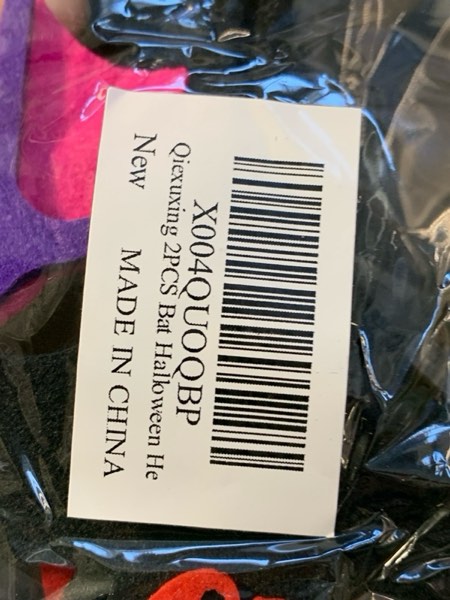 X004QUOQBP
Qiexuxing 2PCS Bat Halloween He
New MADE IN CHINA